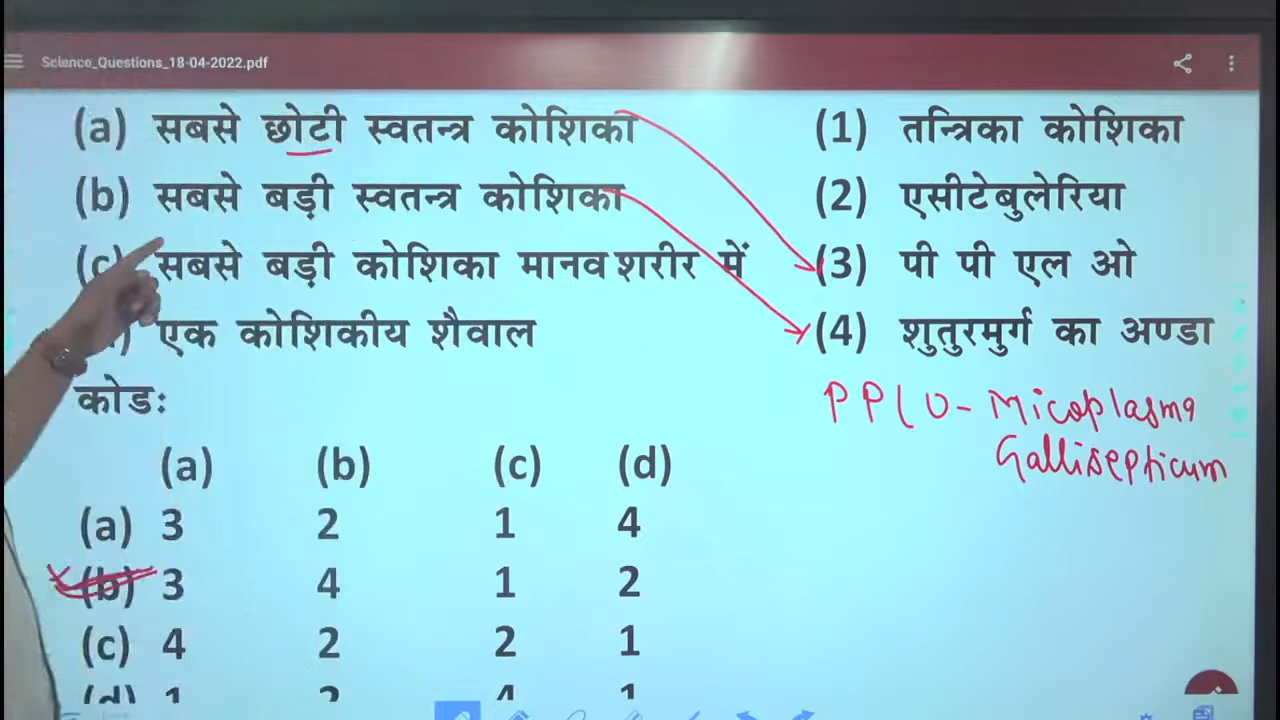 Science_Questions_18-04-2022.pdf
(a) सबसे छोटी स्वतन्त्र कोशिका (1) तन्त्रिका कोशिका
(b) सबसे बड़ी स्वतन्त्र कोशिका (2) एसीटेबुलेरिया
(c) सबसे बड़ी कोशिका मानव शरीर में (3) पी पी एल ओ
एक कोशिकीय शैवाल (4) शुतुरमुर्ग का अण्डा
कोडः
PPLO - Micoplasma
Gallisepticum
(a) (b) (c) (d)
(a) 3 2 1 4
(b) 3 4 1 2
(c) 4 2 2 1